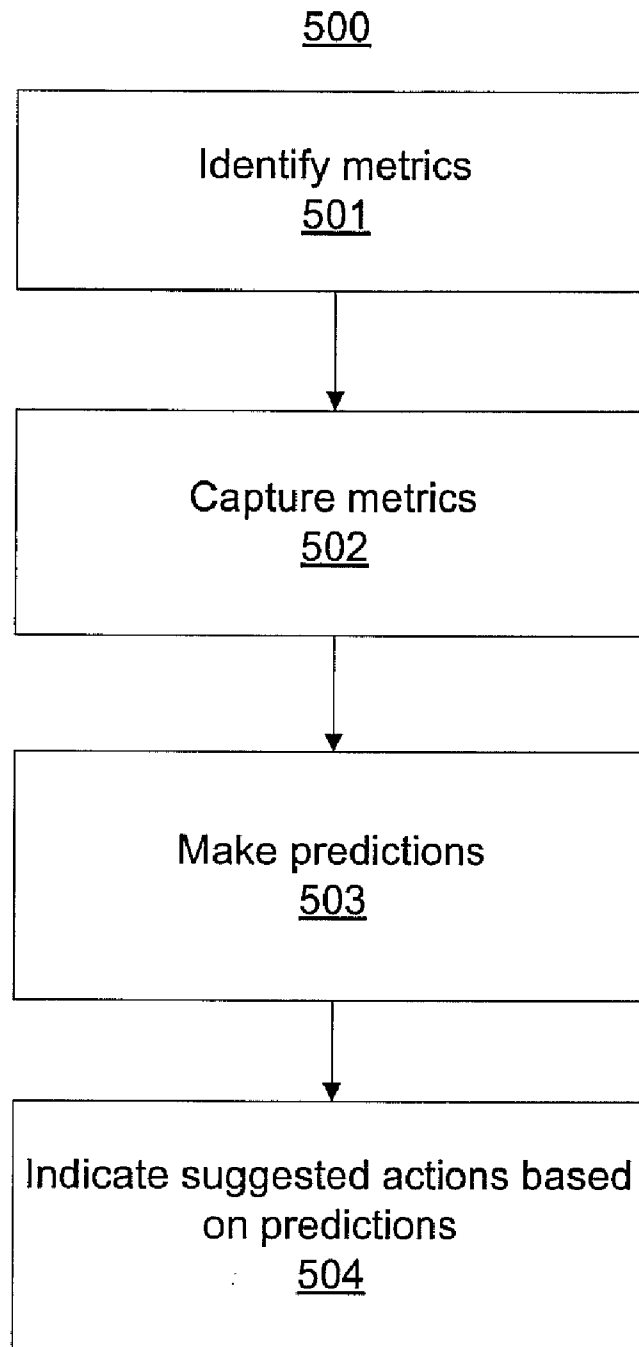 500
Identify metrics
501
Capture metrics
502
Make predictions
503
Indicate suggested actions based
on predictions
504